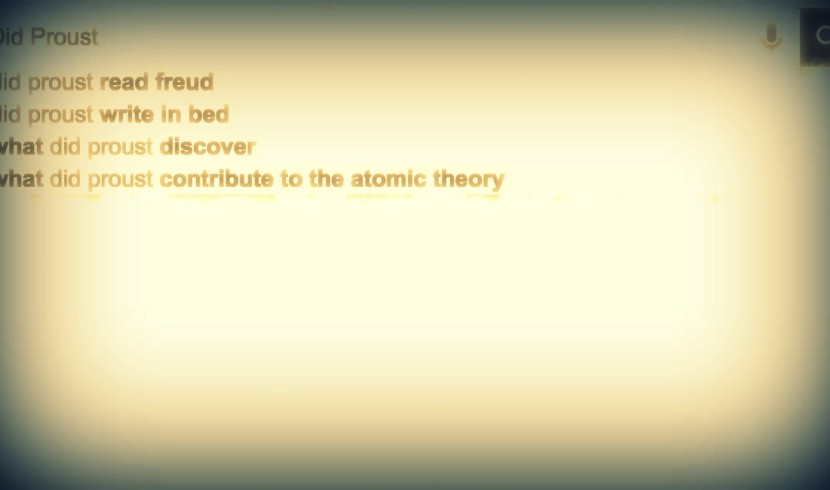 Did Proust
did proust read freud
did proust write in bed
what did proust discover
what did proust contribute to the atomic theory